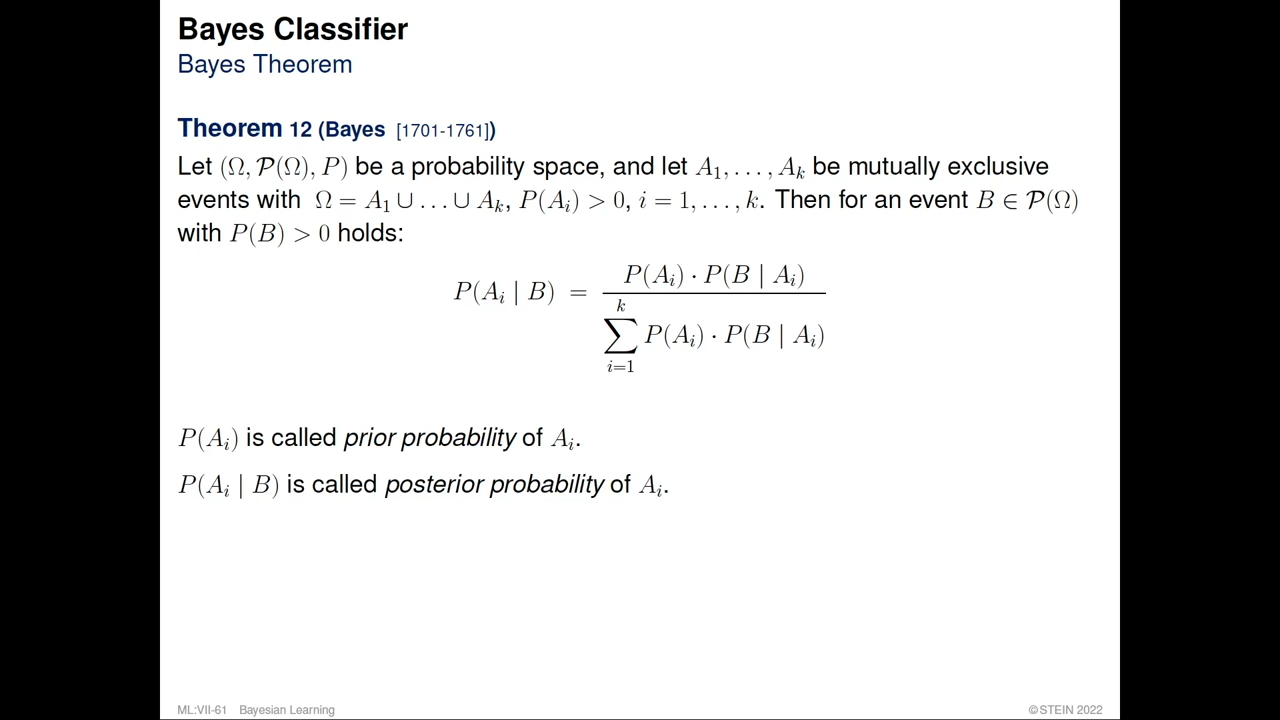 Bayes Classifier
Bayes Theorem
Theorem 12 (Bayes [1701-1761])
Let (Ω, 𝒫(Ω), P) be a probability space, and let A₁, . . . , Aₖ be mutually exclusive
events with Ω = A₁ ∪ . . . ∪ Aₖ, P(Aᵢ) > 0, i = 1, . . . , k. Then for an event B ∈ 𝒫(Ω)
with P(B) > 0 holds:
P(Aᵢ | B) = \frac{P(Aᵢ) · P(B | Aᵢ)}{\sum_{i=1}^{k} P(Aᵢ) · P(B | Aᵢ)}
P(Aᵢ) is called prior probability of Aᵢ.
P(Aᵢ | B) is called posterior probability of Aᵢ.
ML:VII-61 Bayesian Learning ©STEIN 2022